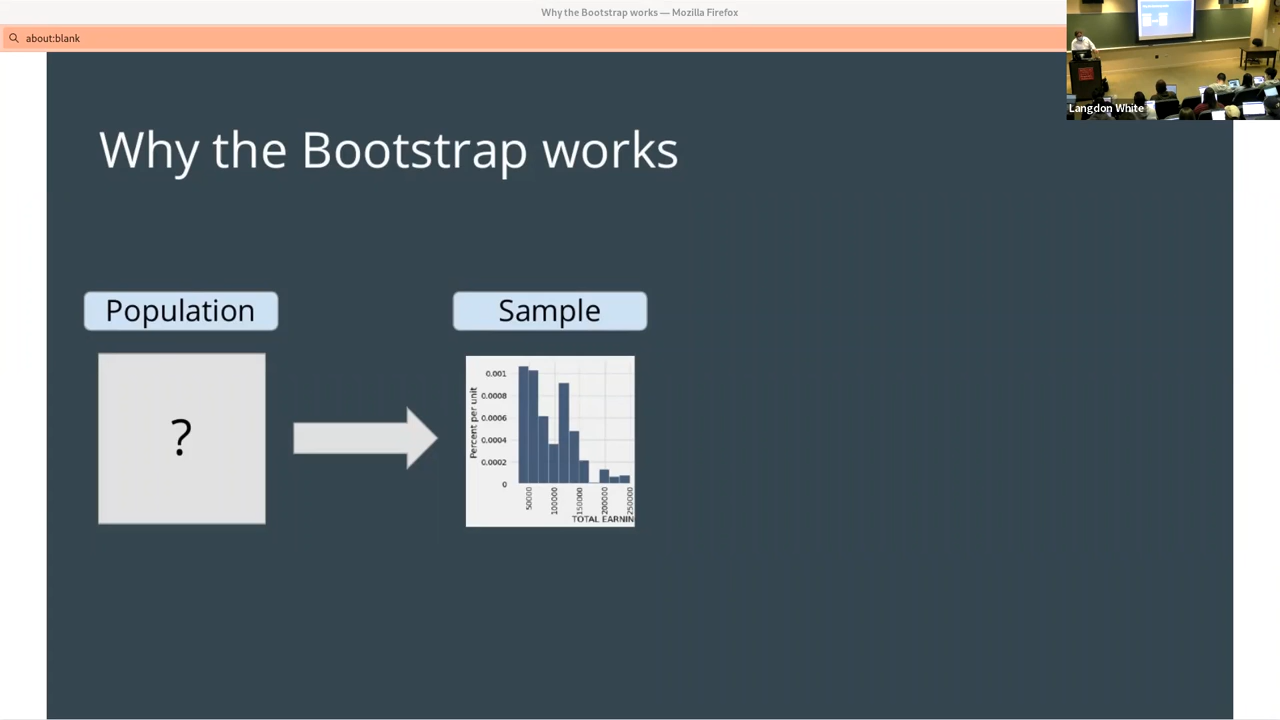 Why the Bootstrap works — Mozilla Firefox
about:blank
Langdon White
Why the Bootstrap works
Population
Sample
?
Percent per unit
0.001
0.0008
0.0006
0.0004
0.0002
0
50000
100000
150000
200000
250000
TOTAL EARNIN